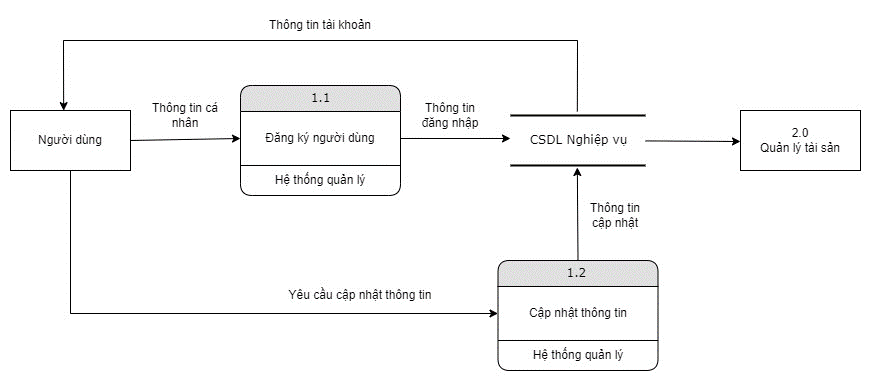 Thông tin tài khoản
Thông tin cá
nhân
1.1
Đăng ký người dùng
Hệ thống quản lý
Thông tin
đăng nhập
Người dùng
CSDL Nghiệp vụ
2.0
Quản lý tài sản
Thông tin
cập nhật
Yêu cầu cập nhật thông tin
1.2
Cập nhật thông tin
Hệ thống quản lý